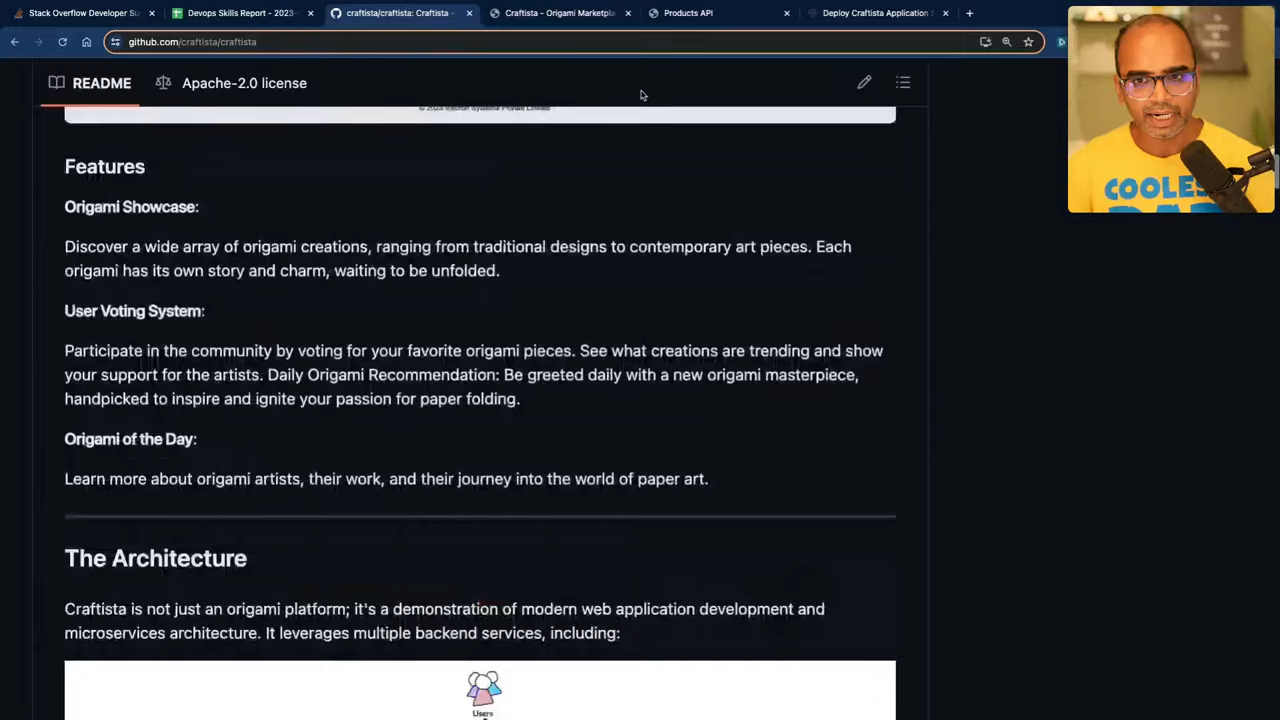 Stack Overflow Developer Su
Devops Skills Report - 2023-
craftista/craftista: Craftista -
Craftista - Origami Marketpla
Products API
Deploy Craftista Application S
github.com/craftista/craftista
README
Apache-2.0 license
Features
Origami Showcase:
Discover a wide array of origami creations, ranging from traditional designs to contemporary art pieces. Each
origami has its own story and charm, waiting to be unfolded.
User Voting System:
Participate in the community by voting for your favorite origami pieces. See what creations are trending and show
your support for the artists. Daily Origami Recommendation: Be greeted daily with a new origami masterpiece,
handpicked to inspire and ignite your passion for paper folding.
Origami of the Day:
Learn more about origami artists, their work, and their journey into the world of paper art.
The Architecture
Craftista is not just an origami platform; it's a demonstration of modern web application development and
microservices architecture. It leverages multiple backend services, including:
Users
COOLES